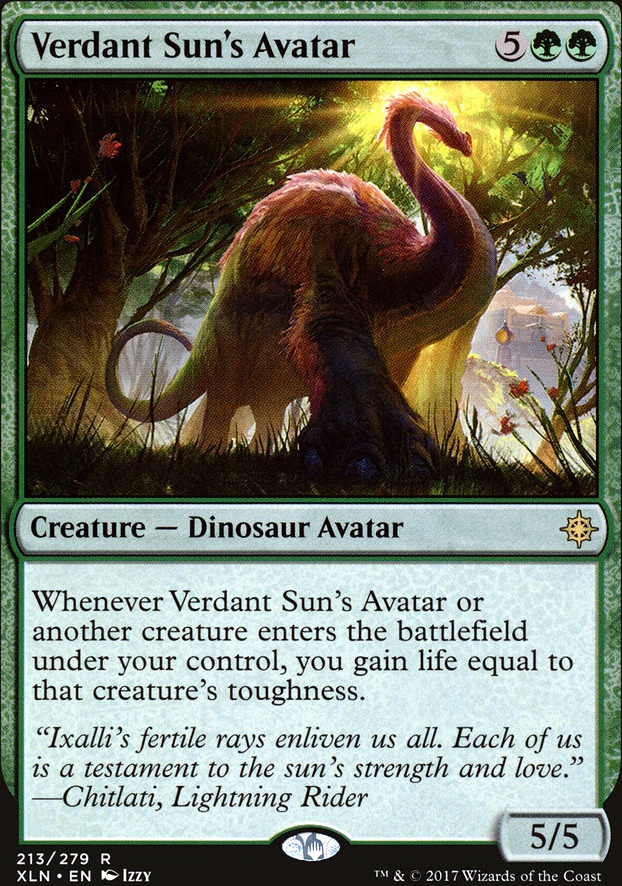 Verdant Sun's Avatar 5
Creature — Dinosaur Avatar
Whenever Verdant Sun's Avatar or
another creature enters the battlefield
under your control, you gain life equal to
that creature's toughness.
“Ixalli's fertile rays enliven us all. Each of us
is a testament to the sun's strength and love.”
—Chitlati, Lightning Rider
5/5
213/279 R
XLN • EN Izzy
™ & © 2017 Wizards of the Coast